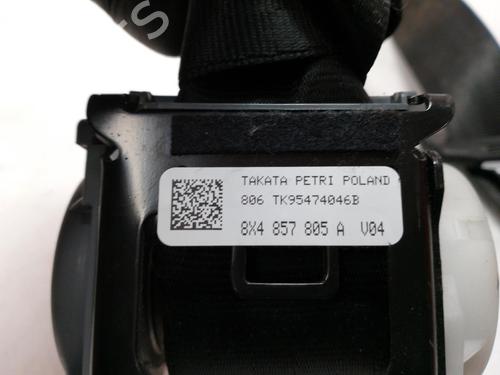 TAKATA PETRI POLAND
806 TK95474046B
8X4 857 805 A V04